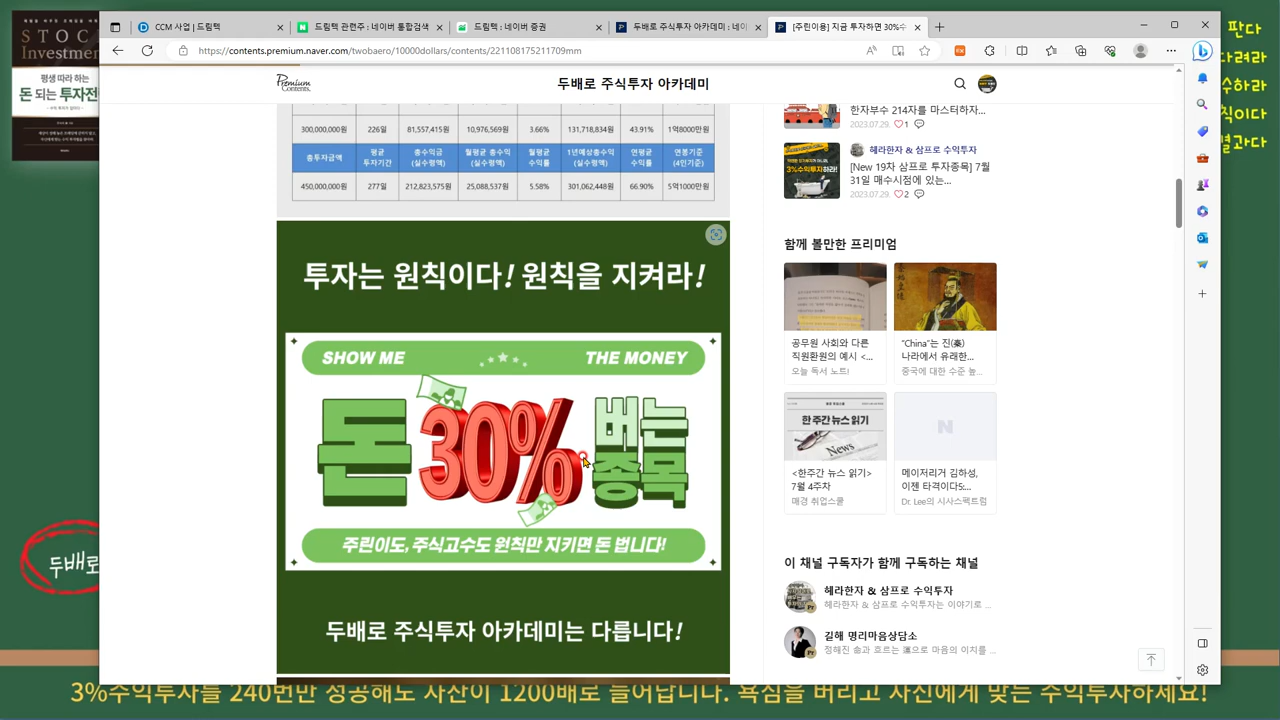 STOCK
Investment
평생 따라 하는
돈 되는 투자전
두배로
판다
다려라
수하라
칙이다
결과다
CCM 사업 | 드림텍
드림텍 관련주 : 네이버 통합검색
드림텍 : 네이버 증권
두배로 주식투자 아카데미 : 네이
[주린이용] 지금 투자하면 30%수
https://contents.premium.naver.com/twobaero/10000dollars/contents/221108175211709mm
Premium
Contents.
두배로 주식투자 아카데미
300,000,000원 226일 81,557,415원 10,976,569원 3.66% 131,718,834원 43.91% 1억8000만원
총투자금액 평균 투자기간 총수익금 (실수령액) 월평균 총수익 (실수령액) 월평균 수익률 1년예상총수익 (실수령액) 연평균 수익률 연봉기준 (4인기준)
450,000,000원 277일 212,823,575원 25,088,537원 5.58% 301,062,448원 66.90% 5억1000만원
투자는 원칙이다! 원칙을 지켜라!
SHOW ME THE MONEY
돈 30% 버는 종목
주린이도, 주식고수도 원칙만 지키면 돈 법니다!
두배로 주식투자 아카데미는 다릅니다!
한자부수 214자를 마스터하자...
2023.07.29. 1
헤라한자 & 삼프로 수익투자
[New 19차 삼프로 투자종목] 7월
31일 매수시점에 있는...
2023.07.29. 2
3%수익투자하라!
함께 볼만한 프리미엄
공무원 사회와 다른
직원환원의 예시 <...
오늘 독서 노트!
"China"는 진(秦)
나라에서 유래한...
중국에 대한 수준 높...
한 주간 뉴스 읽기
News
<한주간 뉴스 읽기>
7월 4주차
매경 취업스쿨
N
메이저리거 김하성,
이젠 타격이다5:...
Dr. Lee의 시사스펙트럼
이 채널 구독자가 함께 구독하는 채널
헤라한자 & 삼프로 수익투자
헤라한자 & 삼프로 수익투자는 이야기로 ...
길해 명리마음상담소
3%수익투자를 240번만 성공해도 자산이 1200배로 늘어납니다. 욕심을 버리고 자신에게 맞는 수익투자하세요!